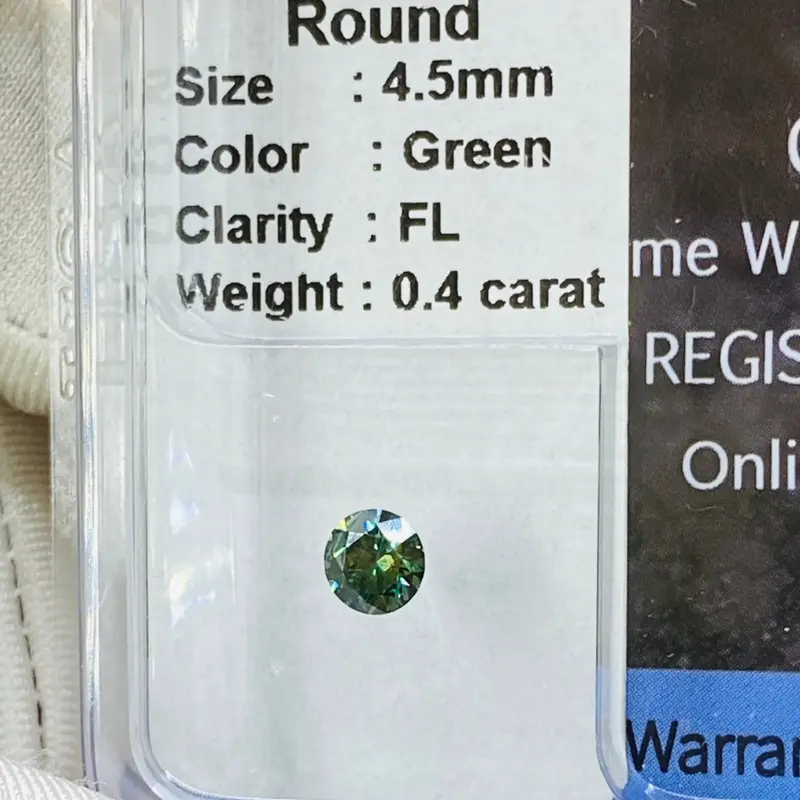 Round
Size : 4.5mm
Color : Green
Clarity : FL
Weight : 0.4 carat
me W
REGIS
Onli
Warran